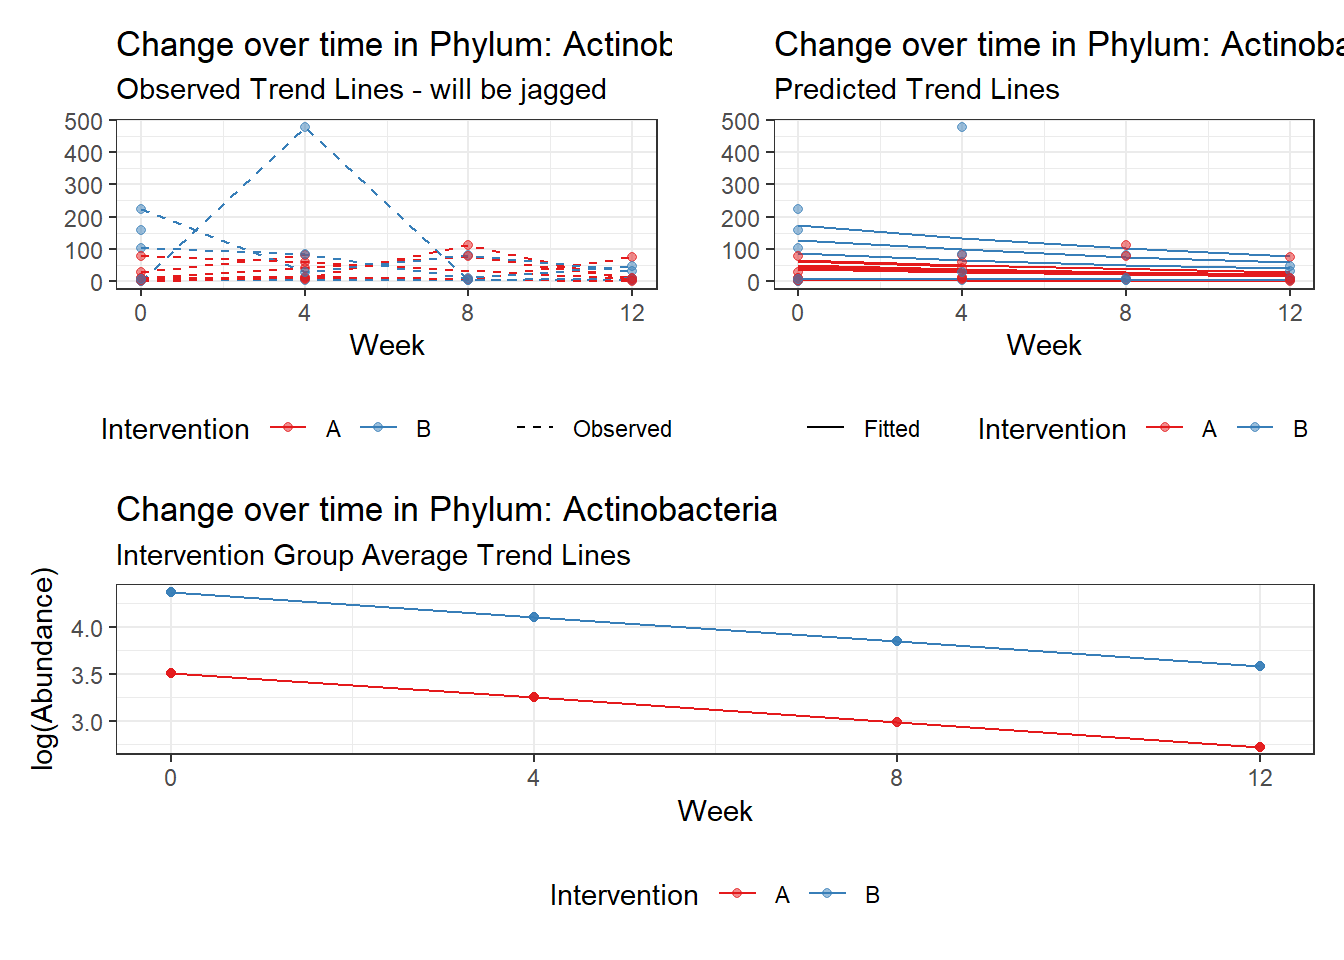 Change over time in Phylum: Actinob
Observed Trend Lines - will be jagged
500
400
300
200
100
0
0 4 8 12
Week
Intervention A B Observed
Change over time in Phylum: Actinoba
Predicted Trend Lines
500
400
300
200
100
0
0 4 8 12
Week
Fitted Intervention A B
Change over time in Phylum: Actinobacteria
Intervention Group Average Trend Lines
log(Abundance)
4.0
3.5
3.0
0 4 8 12
Week
Intervention A B